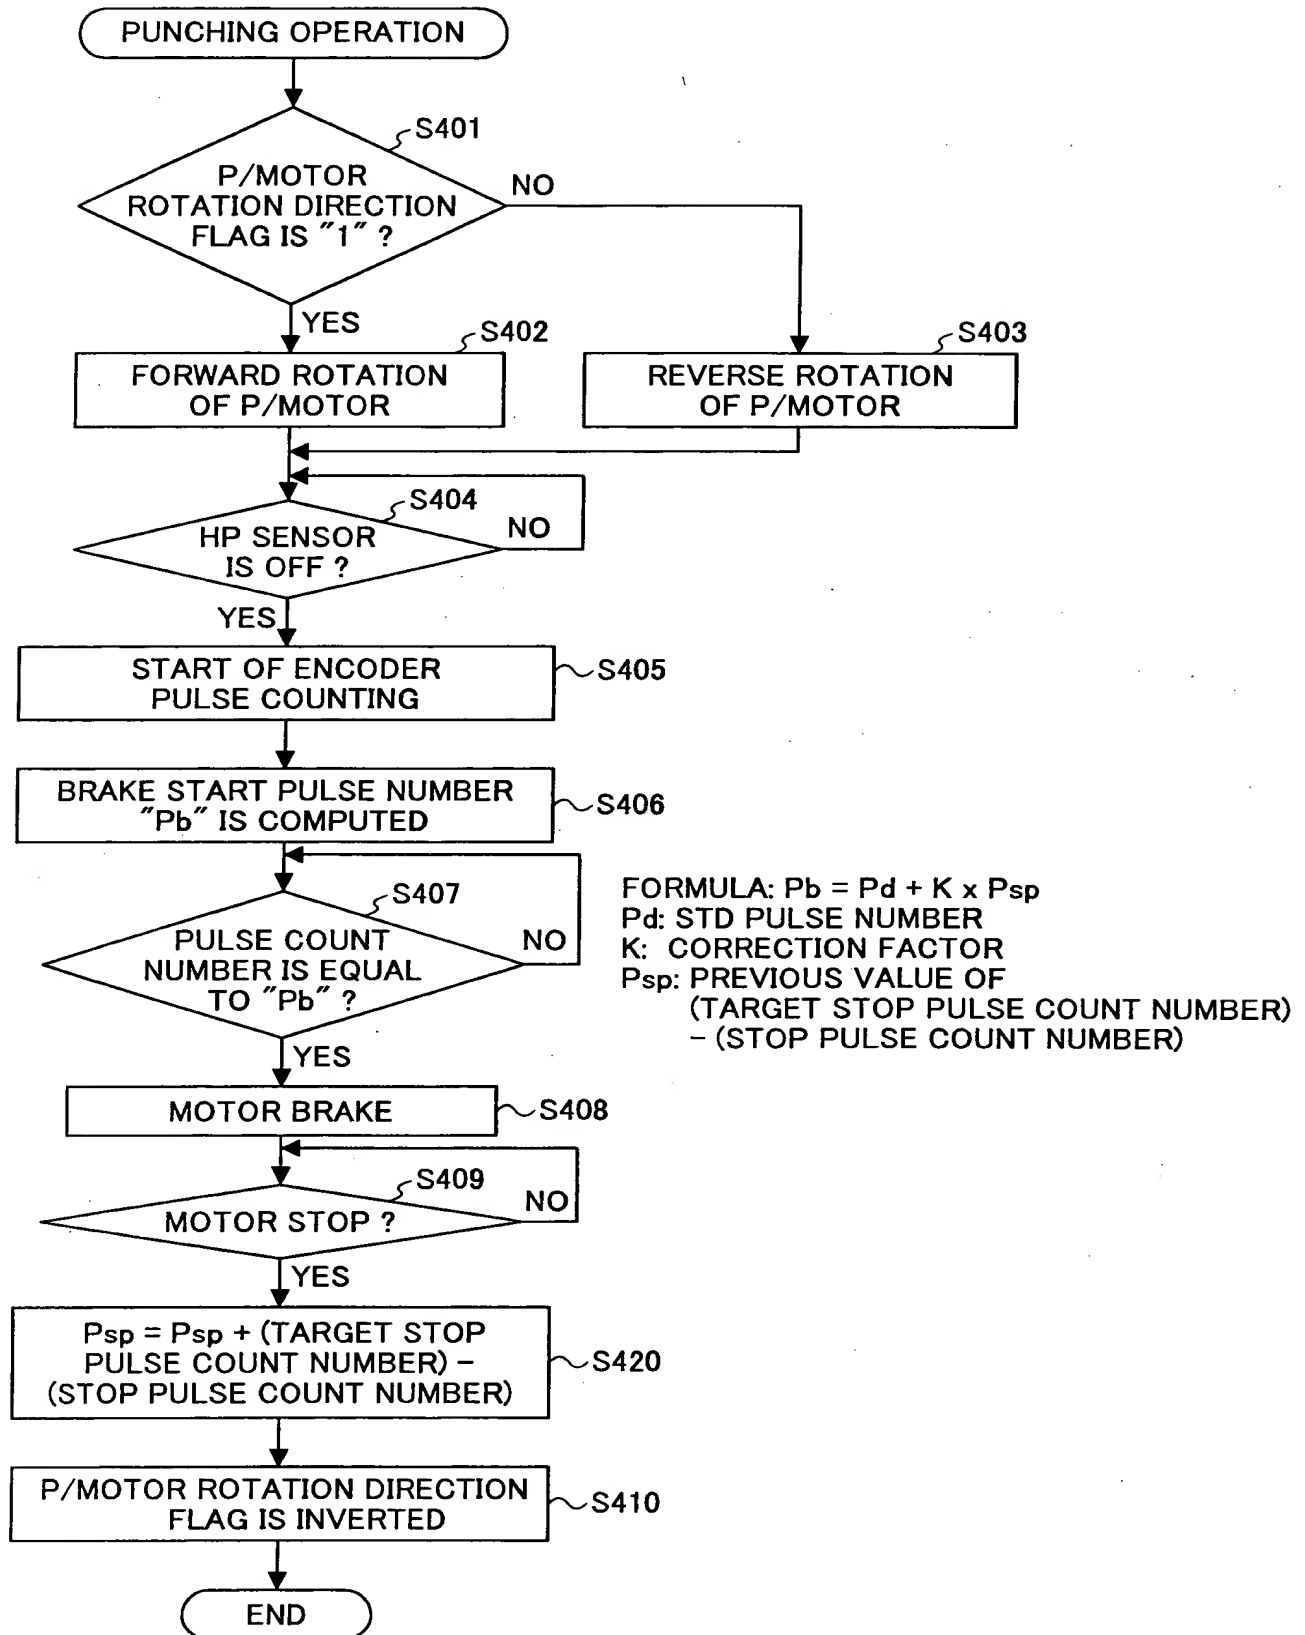 PUNCHING OPERATION
S401
P/MOTOR
ROTATION DIRECTION
FLAG IS "1" ?
NO
YES
S402
FORWARD ROTATION
OF P/MOTOR
S403
REVERSE ROTATION
OF P/MOTOR
S404
HP SENSOR
IS OFF ?
NO
YES
START OF ENCODER
PULSE COUNTING
S405
BRAKE START PULSE NUMBER
"Pb" IS COMPUTED
S406
S407
PULSE COUNT
NUMBER IS EQUAL
TO "Pb" ?
NO
YES
FORMULA: Pb = Pd + K x Psp
Pd: STD PULSE NUMBER
K: CORRECTION FACTOR
Psp: PREVIOUS VALUE OF
(TARGET STOP PULSE COUNT NUMBER)
- (STOP PULSE COUNT NUMBER)
MOTOR BRAKE
S408
S409
MOTOR STOP ?
NO
YES
Psp = Psp + (TARGET STOP
PULSE COUNT NUMBER) -
(STOP PULSE COUNT NUMBER)
S420
P/MOTOR ROTATION DIRECTION
FLAG IS INVERTED
S410
END